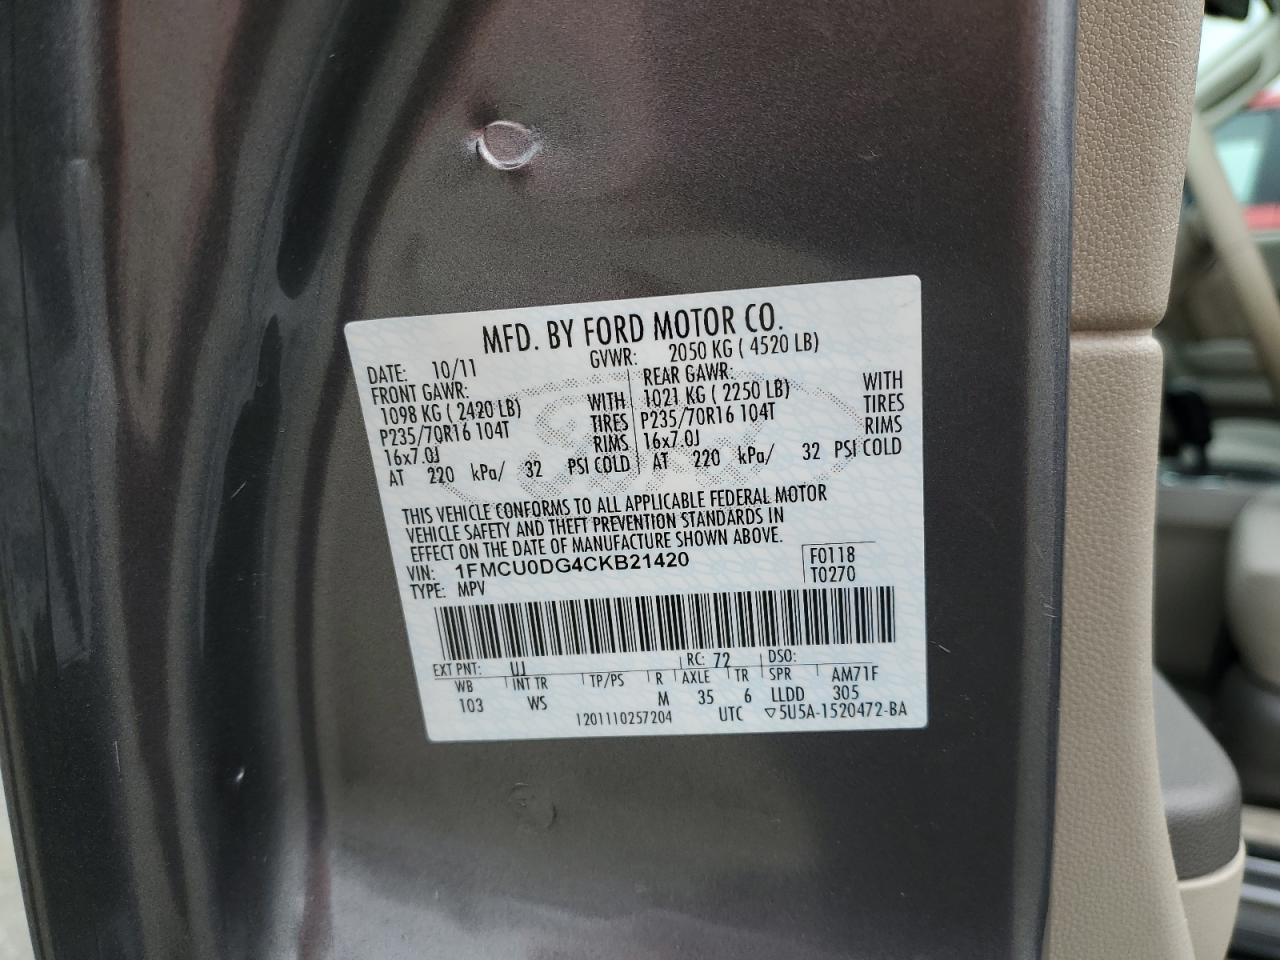 MFD. BY FORD MOTOR CO.
DATE: 10/11 GVWR: 2050 KG ( 4520 LB)
FRONT GAWR: REAR GAWR:
1098 KG ( 2420 LB) WITH 1021 KG ( 2250 LB) WITH
P235/70R16 104T TIRES P235/70R16 104T TIRES
16x7.0J RIMS 16x7.0J RIMS
AT 220 kPa/ 32 PSI COLD AT 220 kPa/ 32 PSI COLD
THIS VEHICLE CONFORMS TO ALL APPLICABLE FEDERAL MOTOR
VEHICLE SAFETY AND THEFT PREVENTION STANDARDS IN
EFFECT ON THE DATE OF MANUFACTURE SHOWN ABOVE.
VIN: 1FMCU0DG4CKB21420 F0118
TYPE: MPV T0270
EXT PNT: UJ RC: 72 DSO:
WB INT TR TP/PS R AXLE TR SPR AM71F
103 WS M 35 6 LLDD 305
1201110257204 UTC ▽5U5A-1520472-BA